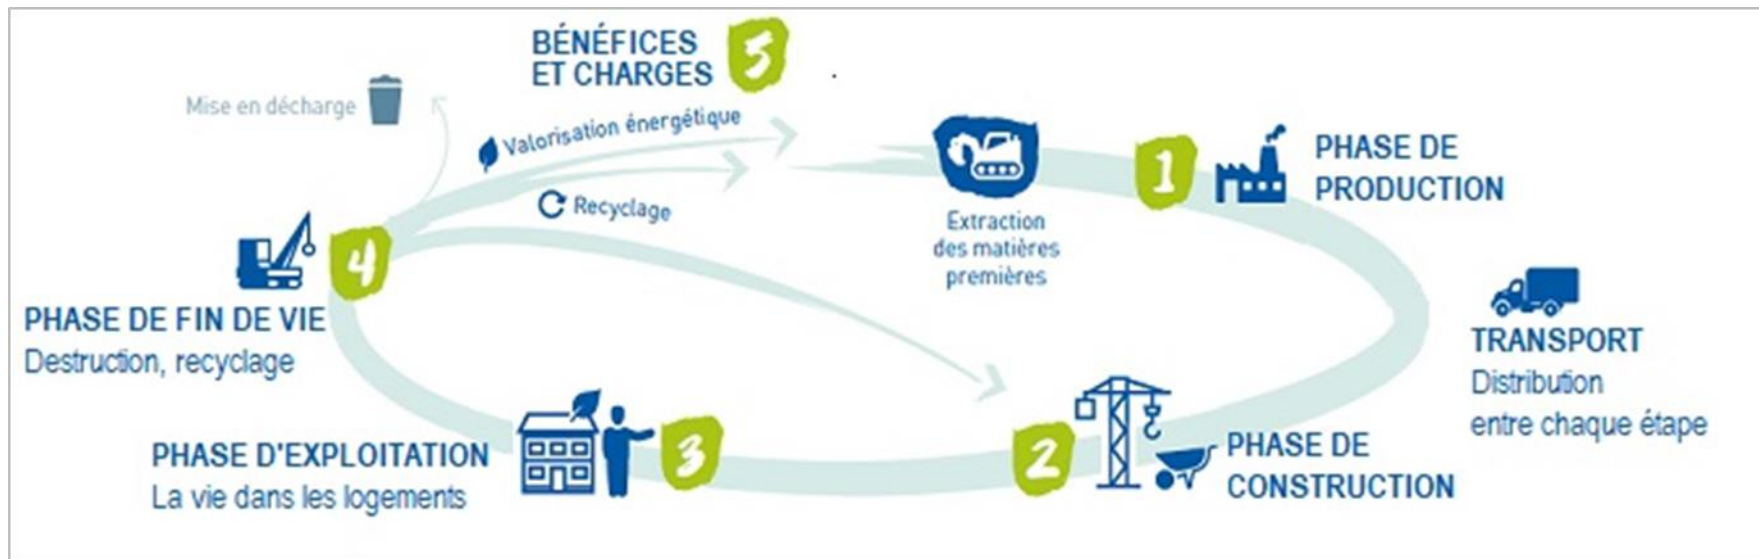 BÉNÉFICES
ET CHARGES
5
Mise en décharge
Valorisation énergétique
Recyclage
Extraction
des matières
premières
1
PHASE DE
PRODUCTION
TRANSPORT
Distribution
entre chaque étape
2
PHASE DE
CONSTRUCTION
3
PHASE D'EXPLOITATION
La vie dans les logements
4
PHASE DE FIN DE VIE
Destruction, recyclage